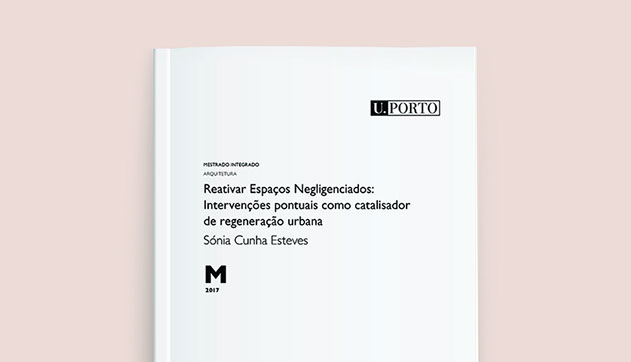 U.PORTO
MESTRADO INTEGRADO
ARQUITETURA
Reativar Espaços Negligenciados:
Intervenções pontuais como catalisador
de regeneração urbana
Sónia Cunha Esteves
M
2017